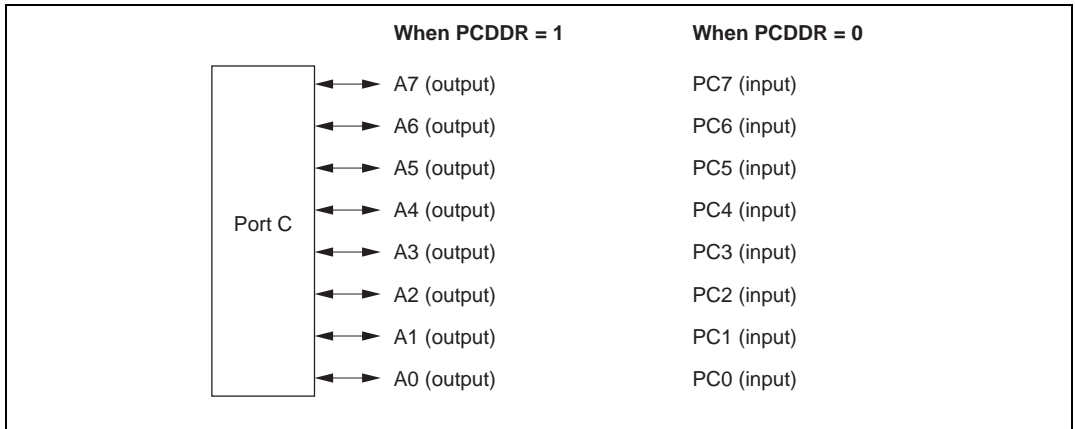 When PCDDR = 1 When PCDDR = 0
A7 (output) PC7 (input)
A6 (output) PC6 (input)
A5 (output) PC5 (input)
Port C
A4 (output) PC4 (input)
A3 (output) PC3 (input)
A2 (output) PC2 (input)
A1 (output) PC1 (input)
A0 (output) PC0 (input)